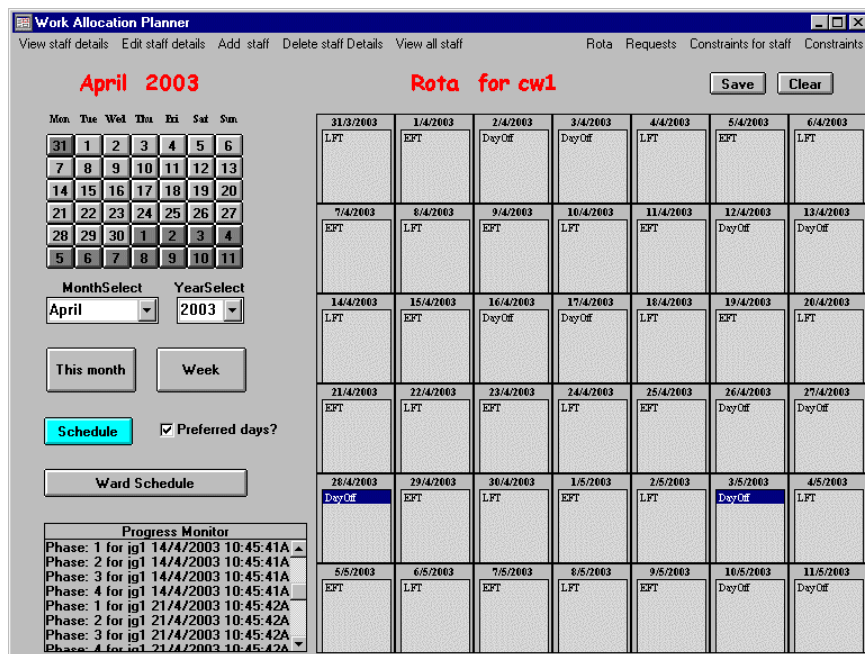 Work Allocation Planner
View staff details Edit staff details Add staff Delete staff Details View all staff Rota Requests Constraints for staff Constraints
April 2003 Rota for cw1 Save Clear
Mon Tue Wed Thu Fri Sat Sun
31 1 2 3 4 5 6
7 8 9 10 11 12 13
14 15 16 17 18 19 20
21 22 23 24 25 26 27
28 29 30 1 2 3 4
5 6 7 8 9 10 11
MonthSelect YearSelect
April 2003
This month Week
Schedule Preferred days?
Ward Schedule
Progress Monitor
Phase: 1 for jg1 14/4/2003 10:45:41A
Phase: 2 for jg1 14/4/2003 10:45:41A
Phase: 3 for jg1 14/4/2003 10:45:41A
Phase: 4 for jg1 14/4/2003 10:45:41A
Phase: 1 for jg1 21/4/2003 10:45:42A
Phase: 2 for jg1 21/4/2003 10:45:42A
Phase: 3 for jg1 21/4/2003 10:45:42A
Phase: 4 for jg1 21/4/2003 10:45:42A
31/3/2003 1/4/2003 2/4/2003 3/4/2003 4/4/2003 5/4/2003 6/4/2003
LFT EFT DayOff DayOff LFT EFT LFT
7/4/2003 8/4/2003 9/4/2003 10/4/2003 11/4/2003 12/4/2003 13/4/2003
EFT LFT EFT LFT EFT DayOff DayOff
14/4/2003 15/4/2003 16/4/2003 17/4/2003 18/4/2003 19/4/2003 20/4/2003
LFT EFT DayOff DayOff LFT EFT LFT
21/4/2003 22/4/2003 23/4/2003 24/4/2003 25/4/2003 26/4/2003 27/4/2003
EFT LFT EFT LFT EFT DayOff DayOff
28/4/2003 29/4/2003 30/4/2003 1/5/2003 2/5/2003 3/5/2003 4/5/2003
DayOff EFT LFT EFT LFT DayOff LFT
5/5/2003 6/5/2003 7/5/2003 8/5/2003 9/5/2003 10/5/2003 11/5/2003
EFT LFT EFT LFT EFT DayOff DayOff